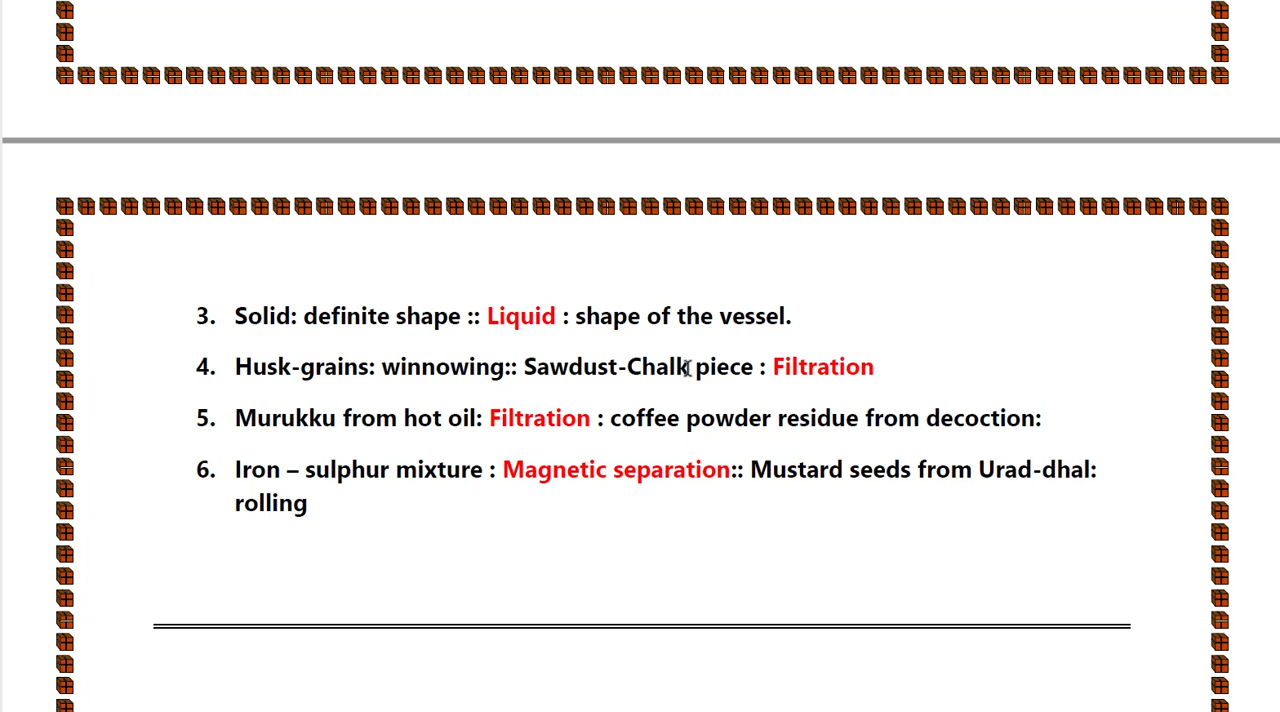 3. Solid: definite shape :: Liquid : shape of the vessel.
4. Husk-grains: winnowing:: Sawdust-Chalk piece : Filtration
5. Murukku from hot oil: Filtration : coffee powder residue from decoction:
6. Iron – sulphur mixture : Magnetic separation:: Mustard seeds from Urad-dhal:
rolling